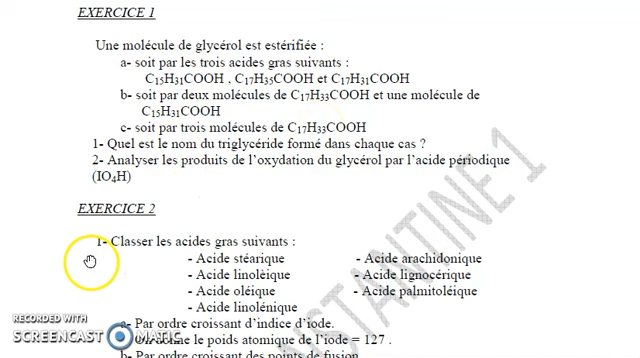 EXERCICE 1
Une molécule de glycérol est estérifiée :
a- soit par les trois acides gras suivants :
C15H31COOH , C17H35COOH et C17H31COOH
b- soit par deux molécules de C17H33COOH et une molécule de
C15H31COOH
c- soit par trois molécules de C17H33COOH
1- Quel est le nom du triglycéride formé dans chaque cas ?
2- Analyser les produits de l'oxydation du glycérol par l'acide périodique
(IO4H)
EXERCICE 2
1- Classer les acides gras suivants :
- Acide stéarique - Acide arachidonique
- Acide linolèique - Acide lignocérique
- Acide oléique - Acide palmitoléique
- Acide linolénique
a- Par ordre croissant d'indice d'iode.
On donne le poids atomique de l'iode = 127 .
b- Par ordre croissant des points de fusion
NSTANTINE 1
RECORDED WITH
SCREENCAST MATIC